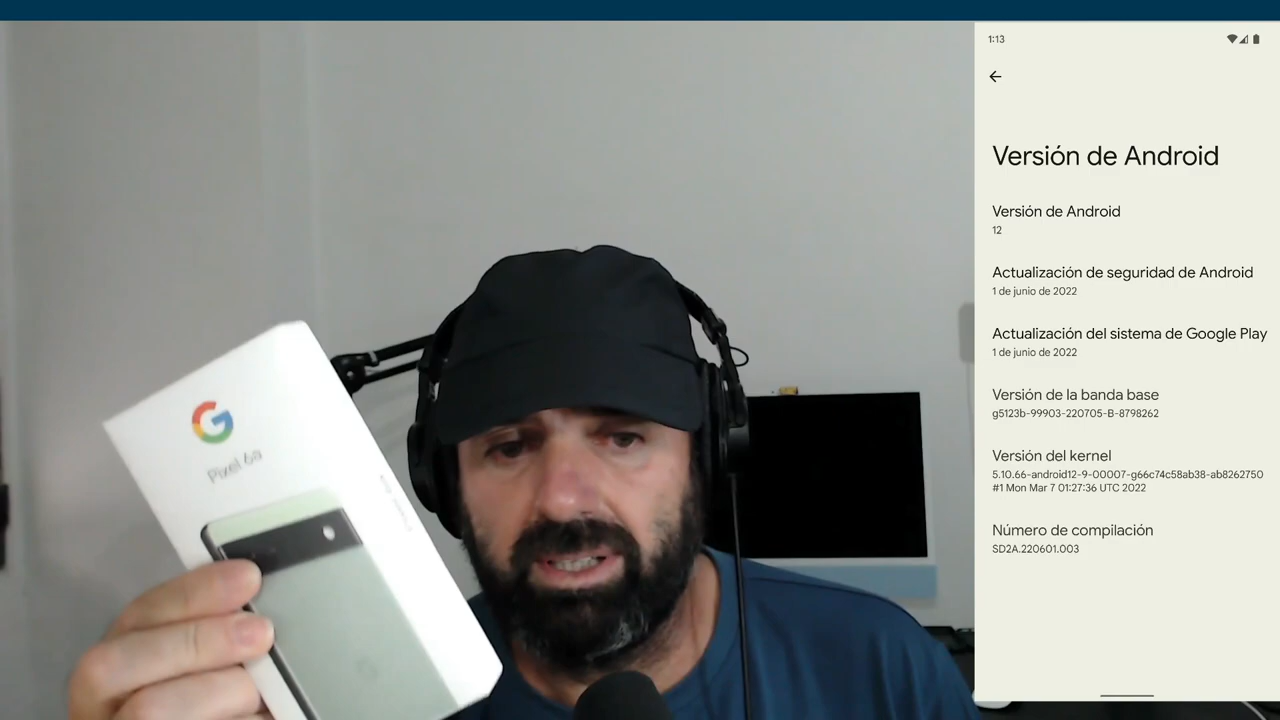 G
Pixel 6a
1:13
Versión de Android
Versión de Android
12
Actualización de seguridad de Android
1 de junio de 2022
Actualización del sistema de Google Play
1 de junio de 2022
Versión de la banda base
g5123b-99903-220705-B-8798262
Versión del kernel
5.10.66-android12-9-00007-g66c74c58ab38-ab8262750
#1 Mon Mar 7 01:27:36 UTC 2022
Número de compilación
SD2A.220601.003